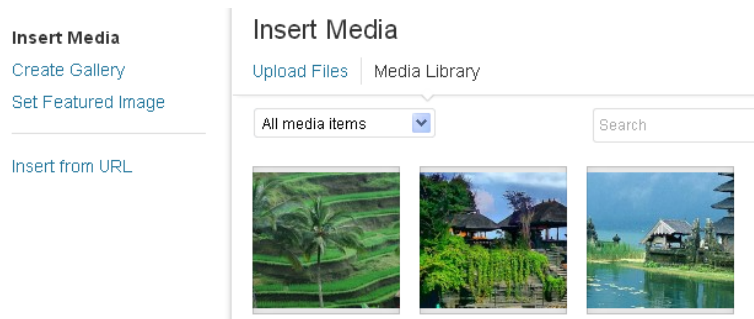 Insert Media
Create Gallery
Set Featured Image
Insert from URL
Insert Media
Upload Files
Media Library
All media items
Search